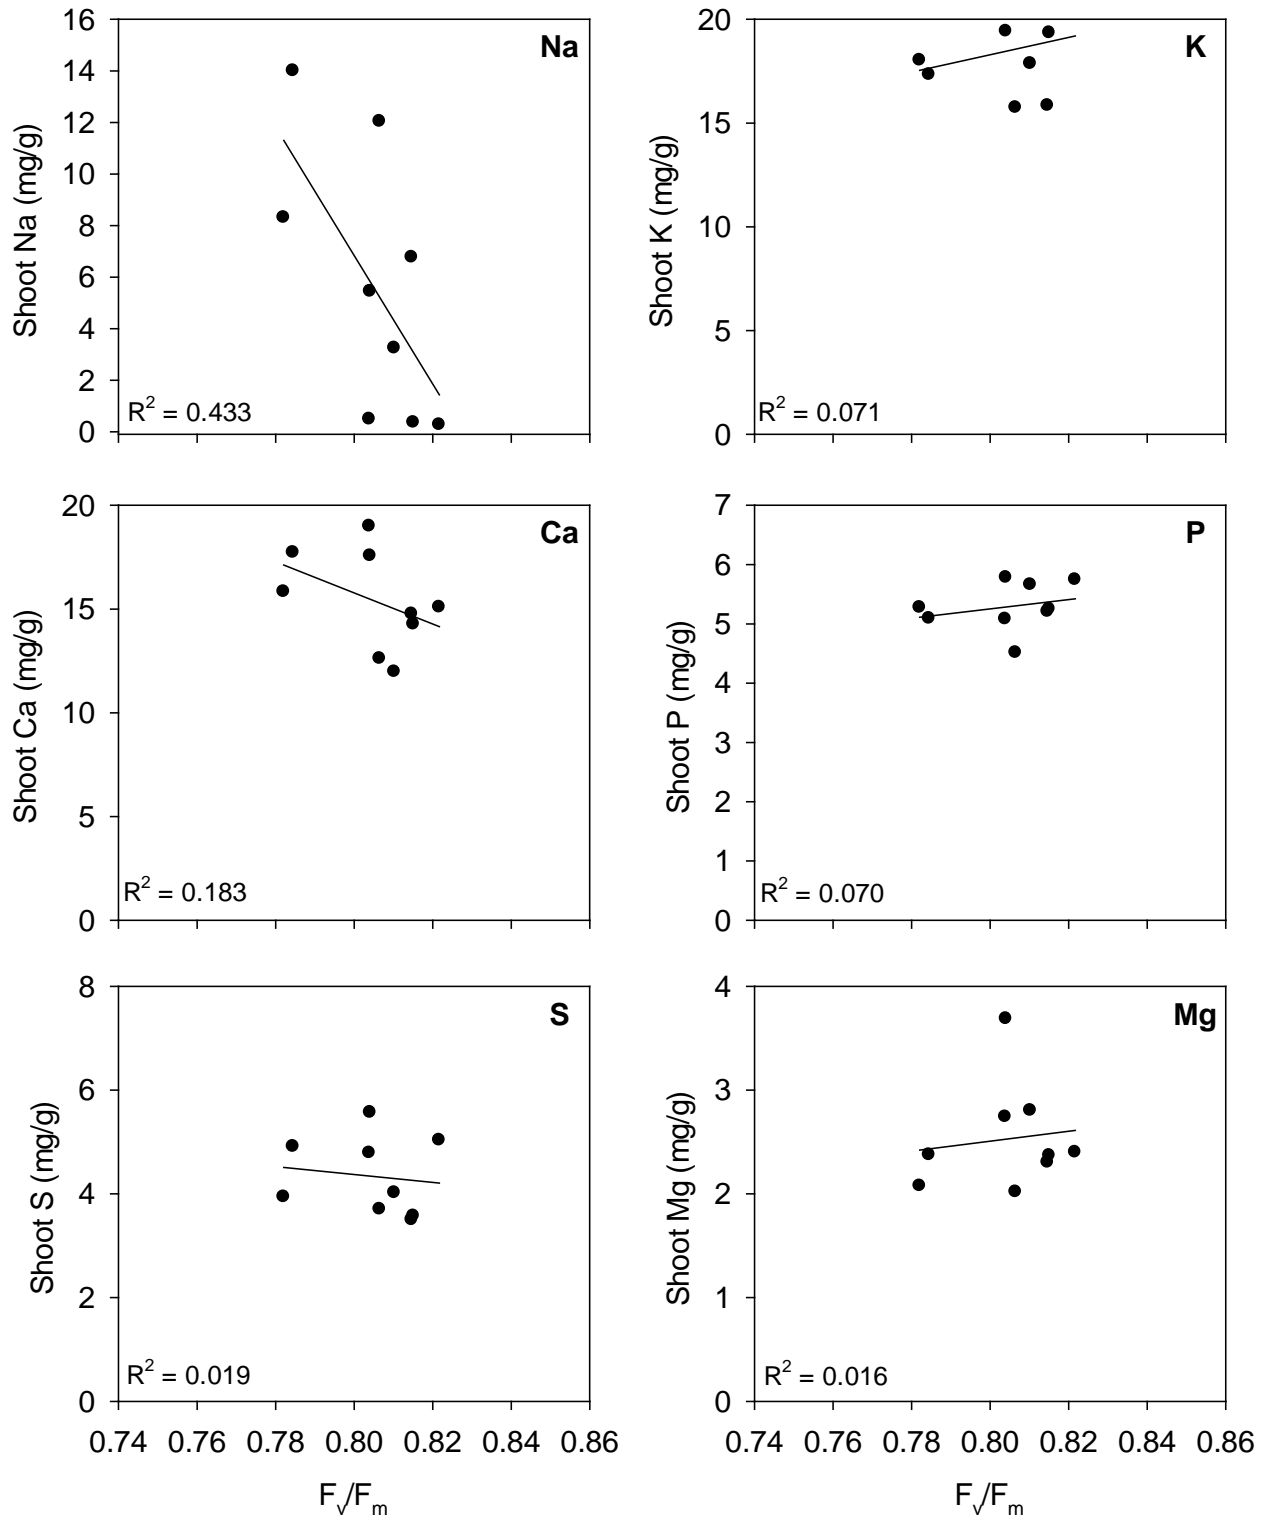 Na
Shoot Na (mg/g)
16
14
12
10
8
6
4
2
0
R² = 0.433
K
Shoot K (mg/g)
20
15
10
5
0
R² = 0.071
Ca
Shoot Ca (mg/g)
20
15
10
5
0
R² = 0.183
P
Shoot P (mg/g)
7
6
5
4
3
2
1
0
R² = 0.070
S
Shoot S (mg/g)
8
6
4
2
0
R² = 0.019
0.74 0.76 0.78 0.80 0.82 0.84 0.86
Fv/Fm
Mg
Shoot Mg (mg/g)
4
3
2
1
0
R² = 0.016
0.74 0.76 0.78 0.80 0.82 0.84 0.86
Fv/Fm